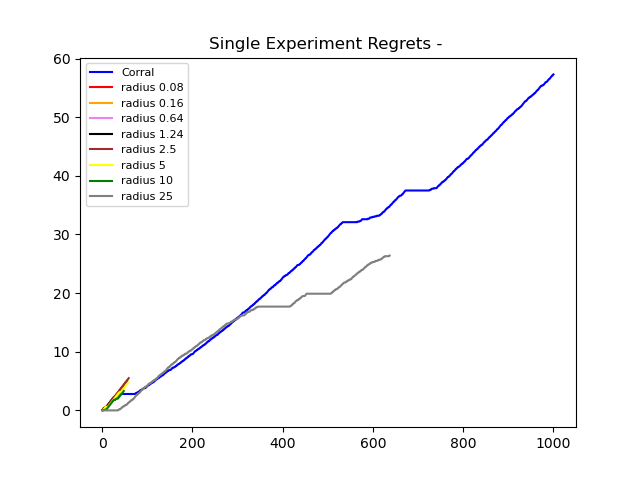 Single Experiment Regrets -
60
50
40
30
20
10
0
Corral
radius 0.08
radius 0.16
radius 0.64
radius 1.24
radius 2.5
radius 5
radius 10
radius 25
0 200 400 600 800 1000